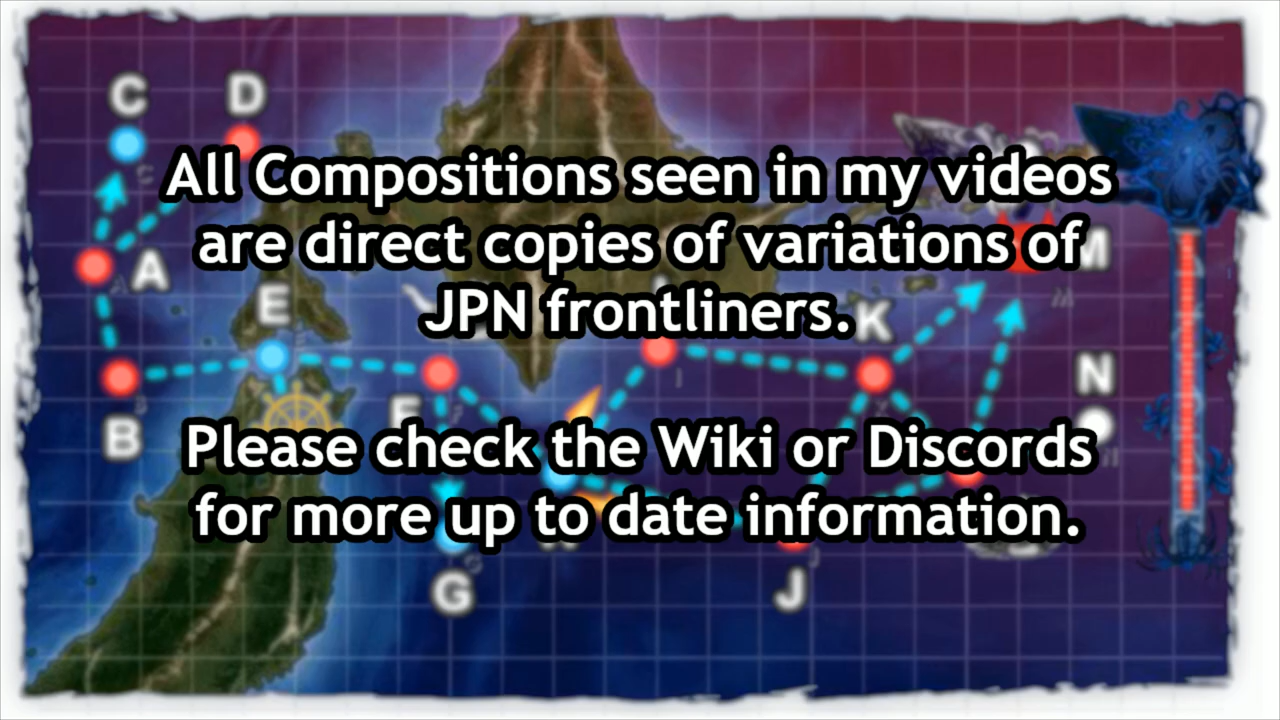 C D
All Compositions seen in my videos
are direct copies of variations of
JPN frontliners.
Please check the Wiki or Discords
for more up to date information.
A
M
E
K
N
B
F
G
J